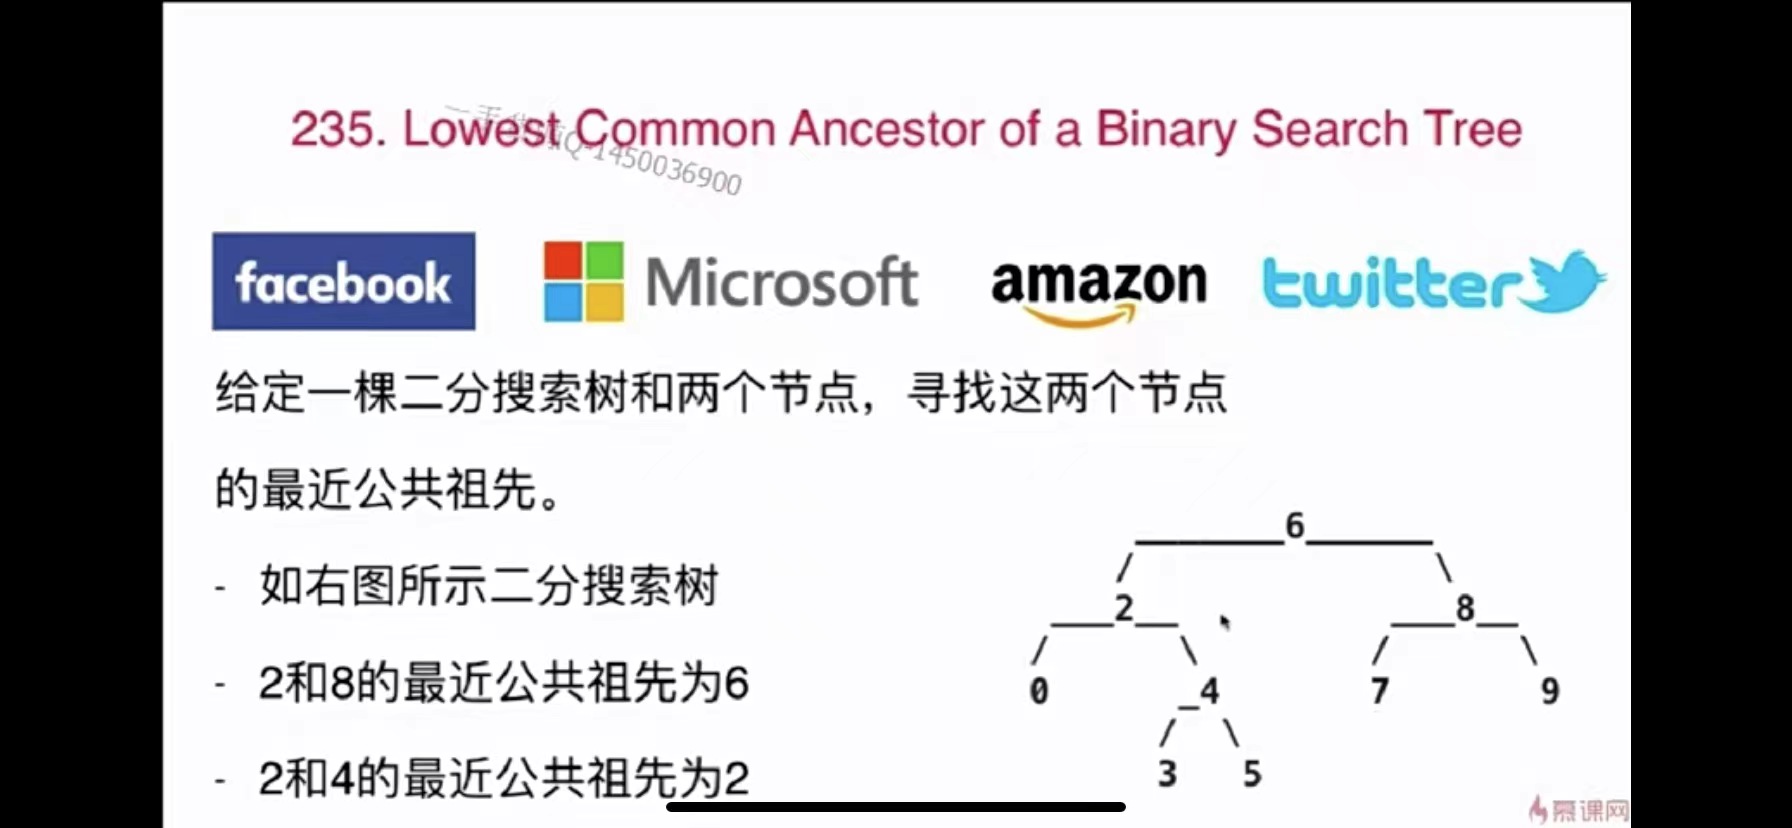 235. Lowest Common Ancestor of a Binary Search Tree
Q-1450036900
facebook Microsoft amazon twitter
给定一棵二分搜索树和两个节点，寻找这两个节点
的最近公共祖先。
- 如右图所示二分搜索树
- 2和8的最近公共祖先为6
- 2和4的最近公共祖先为2
6
2 8
0 4 7 9
3 5
慕课网